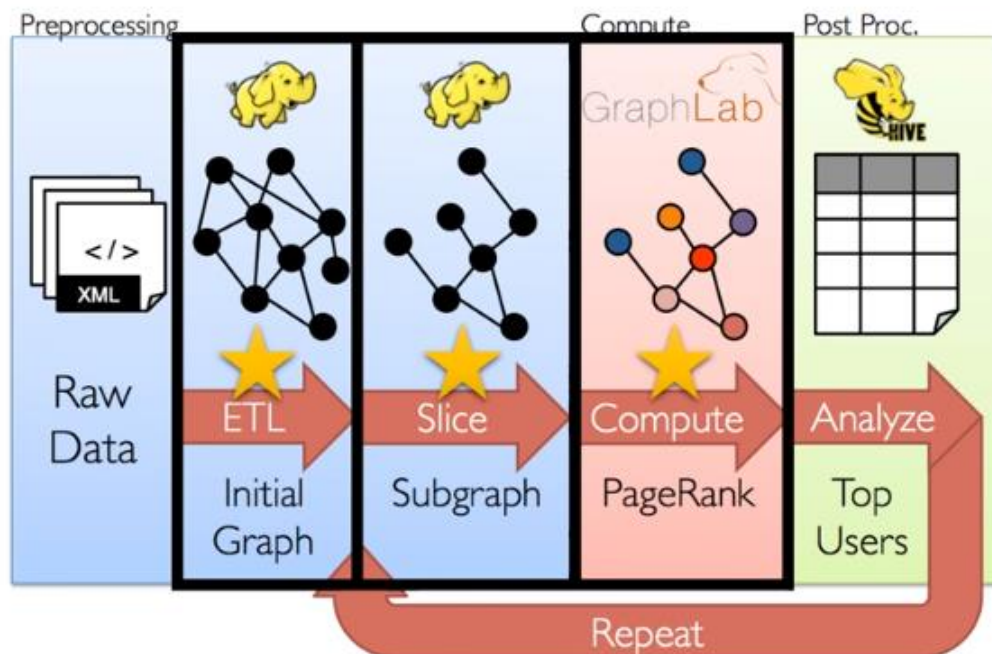 Preprocessing
Compute
Post Proc.
GraphLab
HIVE
</>
XML
Raw
Data
ETL
Slice
Compute
Analyze
Initial
Graph
Subgraph
PageRank
Top
Users
Repeat